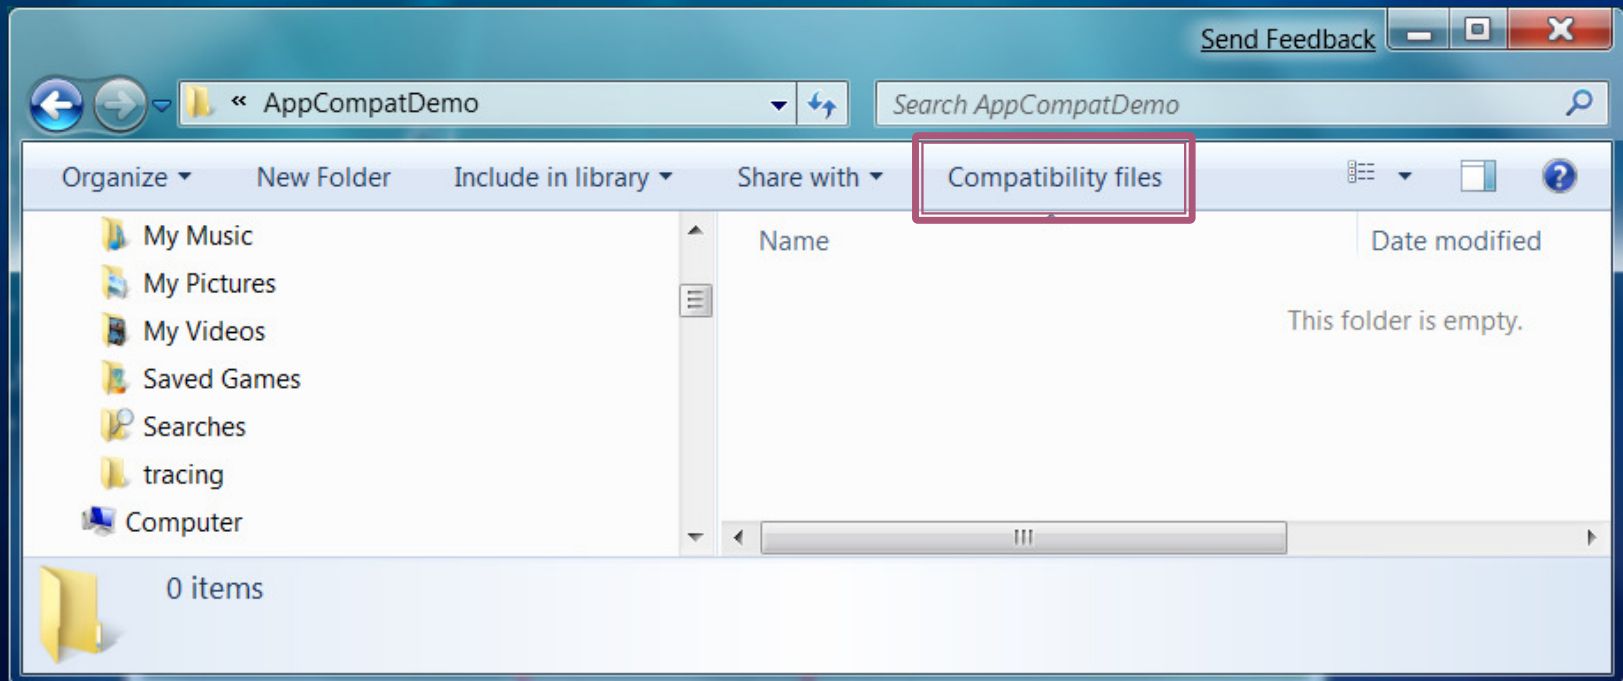 Send Feedback
« AppCompatDemo
Search AppCompatDemo
Organize New Folder Include in library Share with Compatibility files
My Music
My Pictures
My Videos
Saved Games
Searches
tracing
Computer
Name Date modified
This folder is empty.
0 items